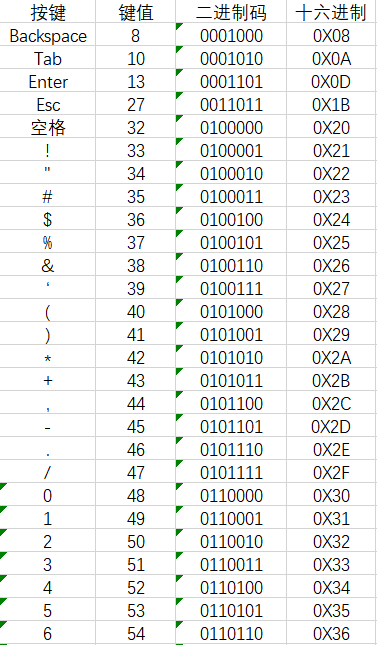 按键 键值 二进制码 十六进制
Backspace 8 0001000 0X08
Tab 10 0001010 0X0A
Enter 13 0001101 0X0D
Esc 27 0011011 0X1B
空格 32 0100000 0X20
! 33 0100001 0X21
" 34 0100010 0X22
# 35 0100011 0X23
$ 36 0100100 0X24
% 37 0100101 0X25
& 38 0100110 0X26
‘ 39 0100111 0X27
( 40 0101000 0X28
) 41 0101001 0X29
* 42 0101010 0X2A
+ 43 0101011 0X2B
, 44 0101100 0X2C
- 45 0101101 0X2D
. 46 0101110 0X2E
/ 47 0101111 0X2F
0 48 0110000 0X30
1 49 0110001 0X31
2 50 0110010 0X32
3 51 0110011 0X33
4 52 0110100 0X34
5 53 0110101 0X35
6 54 0110110 0X36